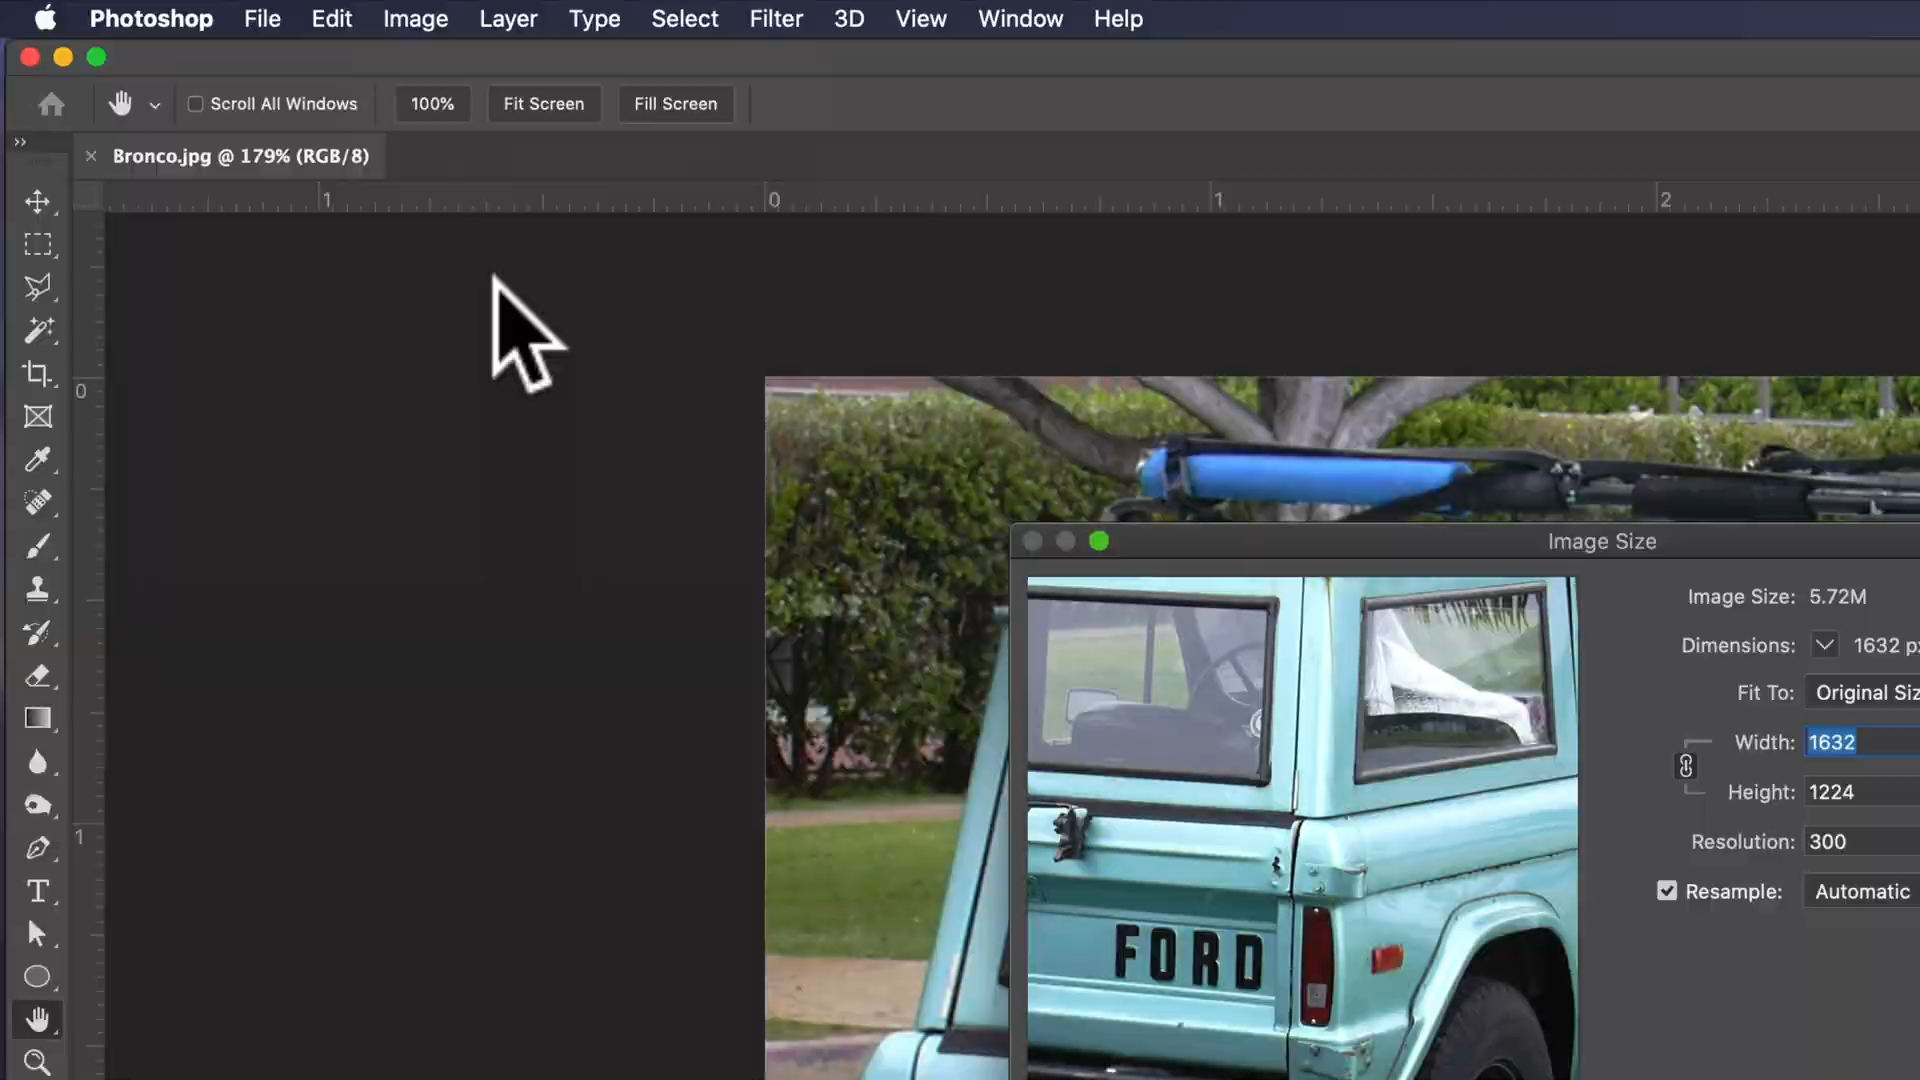 Photoshop File Edit Image Layer Type Select Filter 3D View Window Help
Scroll All Windows 100% Fit Screen Fill Screen
Bronco.jpg @ 179% (RGB/8)
1 0 1 2
0
Image Size
Image Size: 5.72M
Dimensions: 1632 px
Fit To: Original Siz
Width: 1632
Height: 1224
1
Resolution: 300
Resample: Automatic
FORD